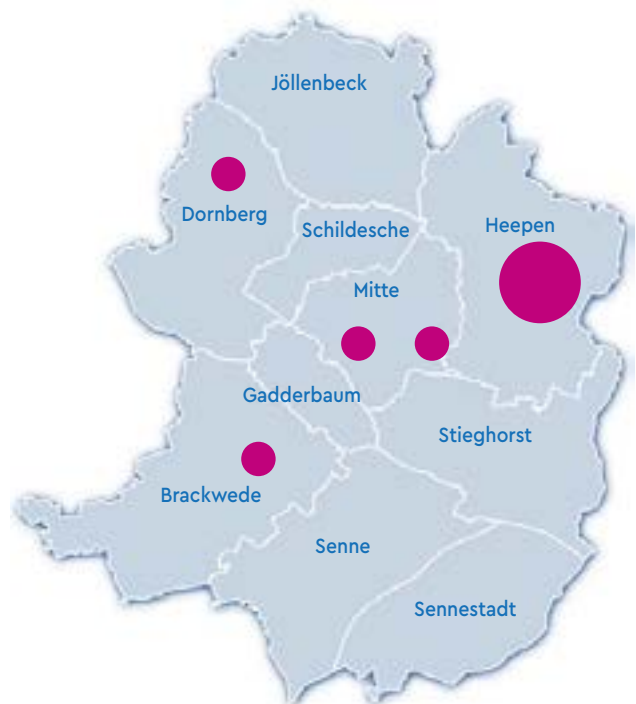 Jöllenbeck
Dornberg
Schildesche
Heepen
Mitte
Gadderbaum
Stieghorst
Brackwede
Senne
Sennestadt